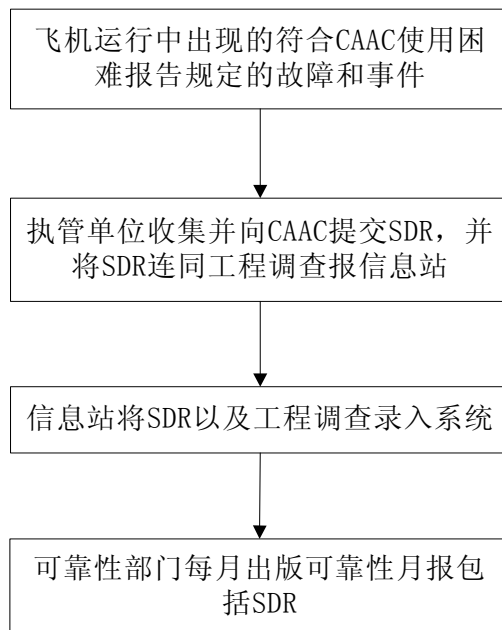 飞机运行中出现的符合CAAC使用困
难报告规定的故障和事件
执管单位收集并向CAAC提交SDR，并
将SDR连同工程调查报信息站
信息站将SDR以及工程调查录入系统
可靠性部门每月出版可靠性月报包
括SDR